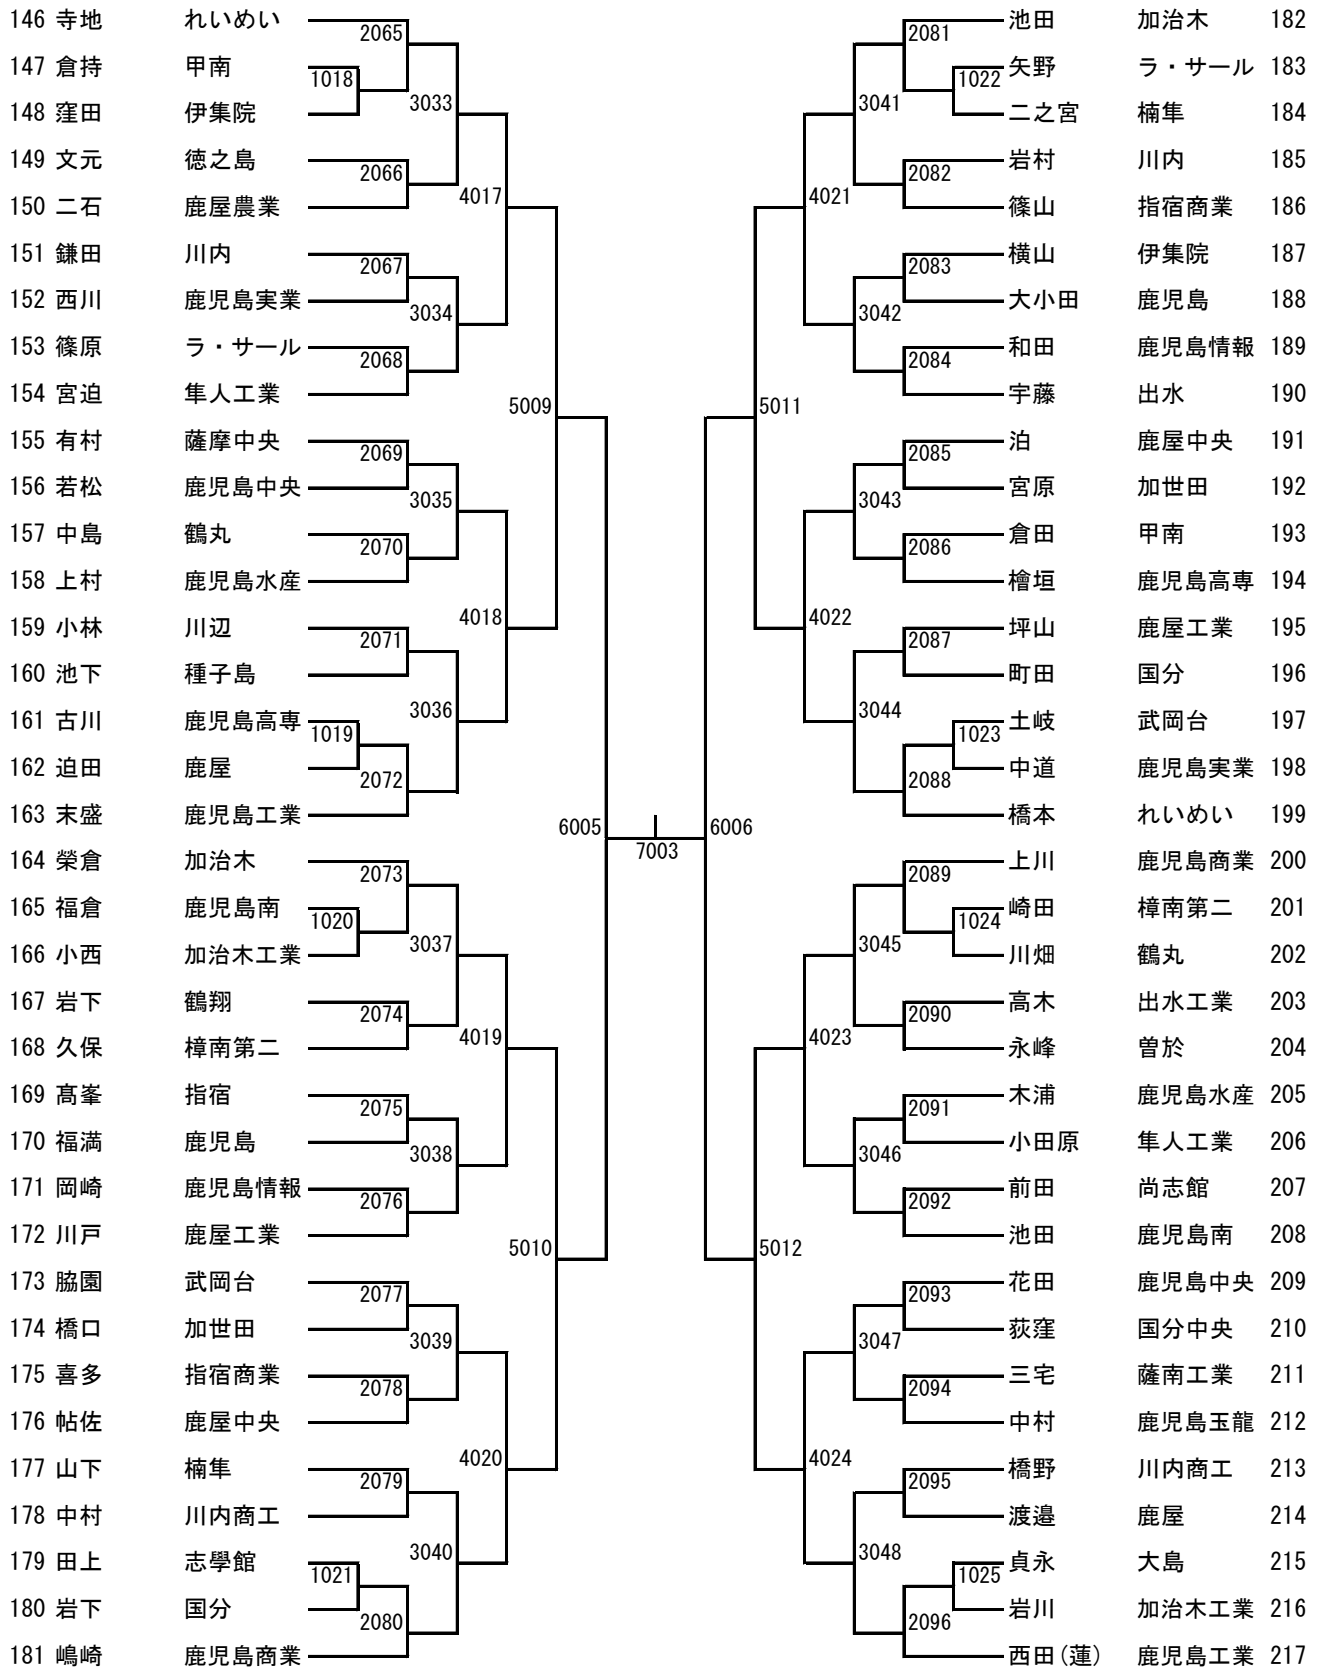 146 寺地 れいめい
147 倉持 甲南
148 窪田 伊集院
149 文元 徳之島
150 二石 鹿屋農業
151 鎌田 川内
152 西川 鹿児島実業
153 篠原 ラ・サール
154 宮迫 隼人工業
155 有村 薩摩中央
156 若松 鹿児島中央
157 中島 鶴丸
158 上村 鹿児島水産
159 小林 川辺
160 池下 種子島
161 古川 鹿児島高専
162 迫田 鹿屋
163 末盛 鹿児島工業
164 榮倉 加治木
165 福倉 鹿児島南
166 小西 加治木工業
167 岩下 鶴翔
168 久保 樟南第二
169 髙峯 指宿
170 福満 鹿児島
171 岡崎 鹿児島情報
172 川戸 鹿屋工業
173 脇園 武岡台
174 橋口 加世田
175 喜多 指宿商業
176 帖佐 鹿屋中央
177 山下 楠隼
178 中村 川内商工
179 田上 志學館
180 岩下 国分
181 嶋崎 鹿児島商業
1018
1019
1020
1021
2065
2066
2067
2068
2069
2070
2071
2072
2073
2074
2075
2076
2077
2078
2079
2080
3033
3034
3035
3036
3037
3038
3039
3040
4017
4018
4019
4020
5009
5010
6005
7003
6006
5011
5012
4021
4022
4023
4024
3041
3042
3043
3044
3045
3046
3047
3048
2081
2082
2083
2084
2085
2086
2087
2088
2089
2090
2091
2092
2093
2094
2095
2096
1022
1023
1024
1025
池田 加治木 182
矢野 ラ・サール 183
二之宮 楠隼 184
岩村 川内 185
篠山 指宿商業 186
横山 伊集院 187
大小田 鹿児島 188
和田 鹿児島情報 189
宇藤 出水 190
泊 鹿屋中央 191
宮原 加世田 192
倉田 甲南 193
檜垣 鹿児島高専 194
坪山 鹿屋工業 195
町田 国分 196
土岐 武岡台 197
中道 鹿児島実業 198
橋本 れいめい 199
上川 鹿児島商業 200
崎田 樟南第二 201
川畑 鶴丸 202
高木 出水工業 203
永峰 曽於 204
木浦 鹿児島水産 205
小田原 隼人工業 206
前田 尚志館 207
池田 鹿児島南 208
花田 鹿児島中央 209
荻窪 国分中央 210
三宅 薩南工業 211
中村 鹿児島玉龍 212
橋野 川内商工 213
渡邉 鹿屋 214
貞永 大島 215
岩川 加治木工業 216
西田(蓮) 鹿児島工業 217